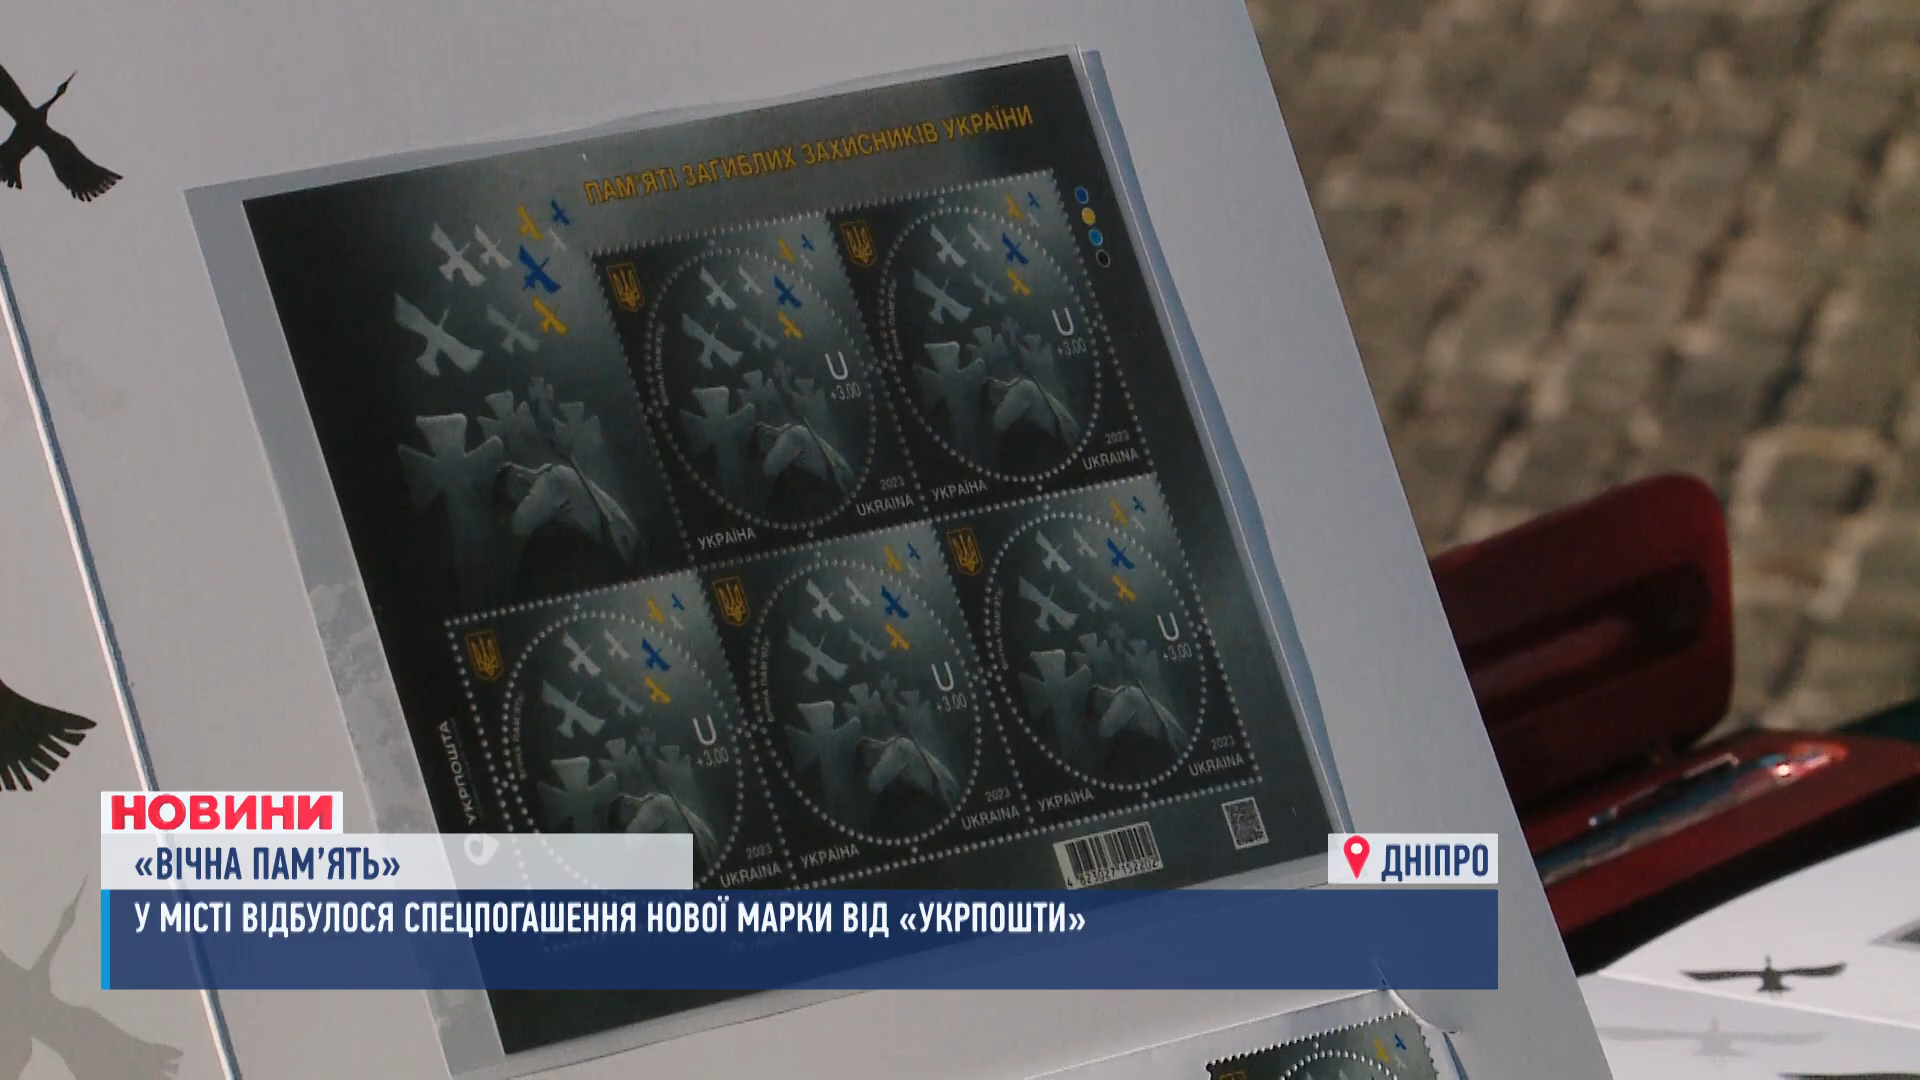 ПАМ'ЯТІ ЗАГИБЛИХ ЗАХИСНИКІВ УКРАЇНИ
U
+3.00
2023
UKRAINA
УКРАЇНА
U
+3.00
2023
UKRAINA
УКРАЇНА
U
+3.00
2023
UKRAINA
U
+3.00
2023
UKRAINA
УКРАЇНА
U
+3.00
2023
UKRAINA
УКРАЇНА
УКРПОШТА
НОВИНИ
«ВІЧНА ПАМ’ЯТЬ»
ДНІПРО
У МІСТІ ВІДБУЛОСЯ СПЕЦПОГАШЕННЯ НОВОЇ МАРКИ ВІД «УКРПОШТИ»